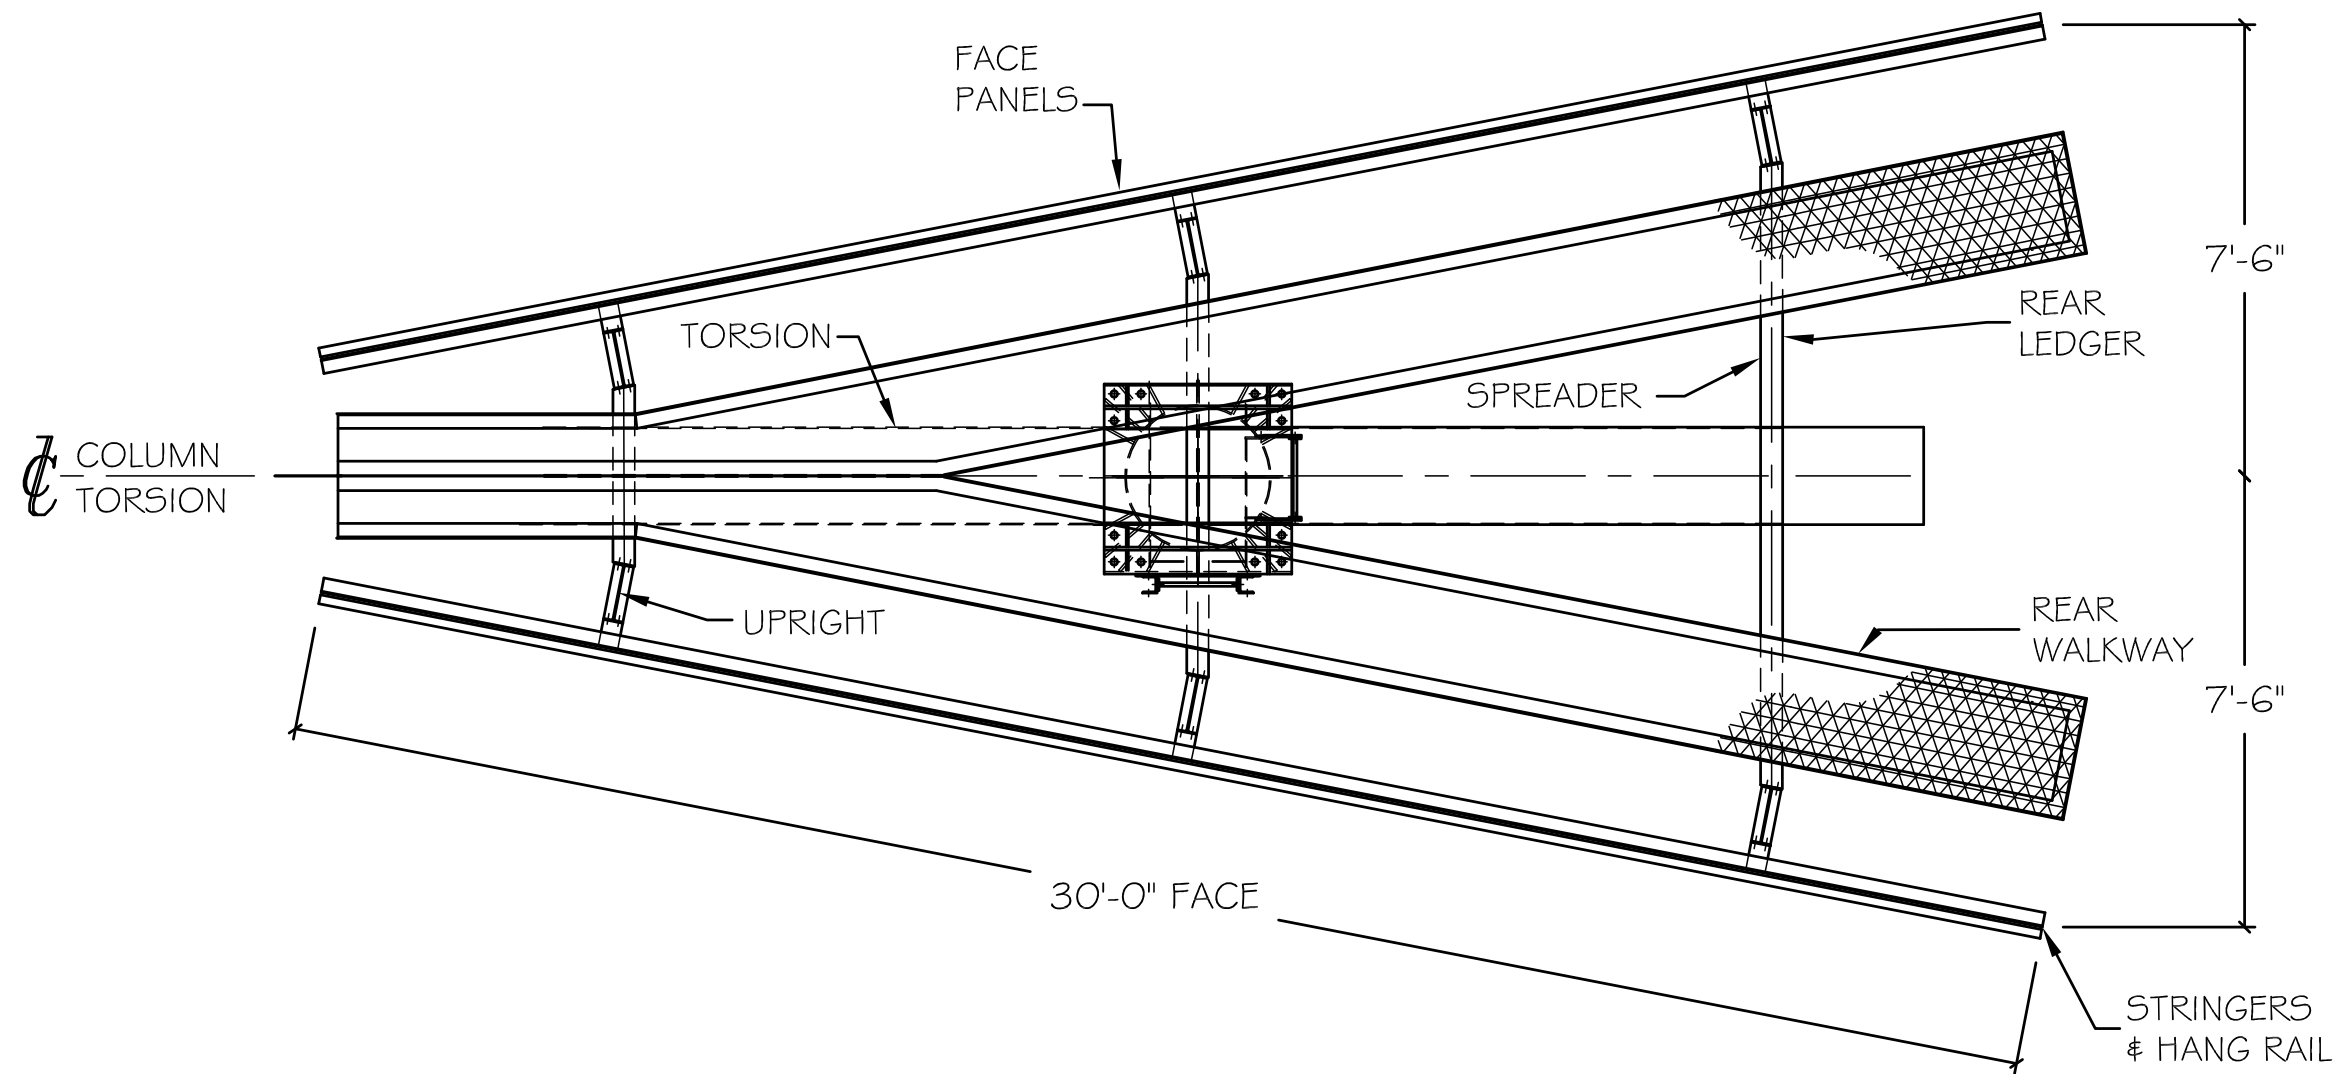 FACE
PANELS
TORSION
7'-6"
REAR
LEDGER
SPREADER
℄ COLUMN
TORSION
UPRIGHT
REAR
WALKWAY
7'-6"
30'-0" FACE
STRINGERS
& HANG RAIL